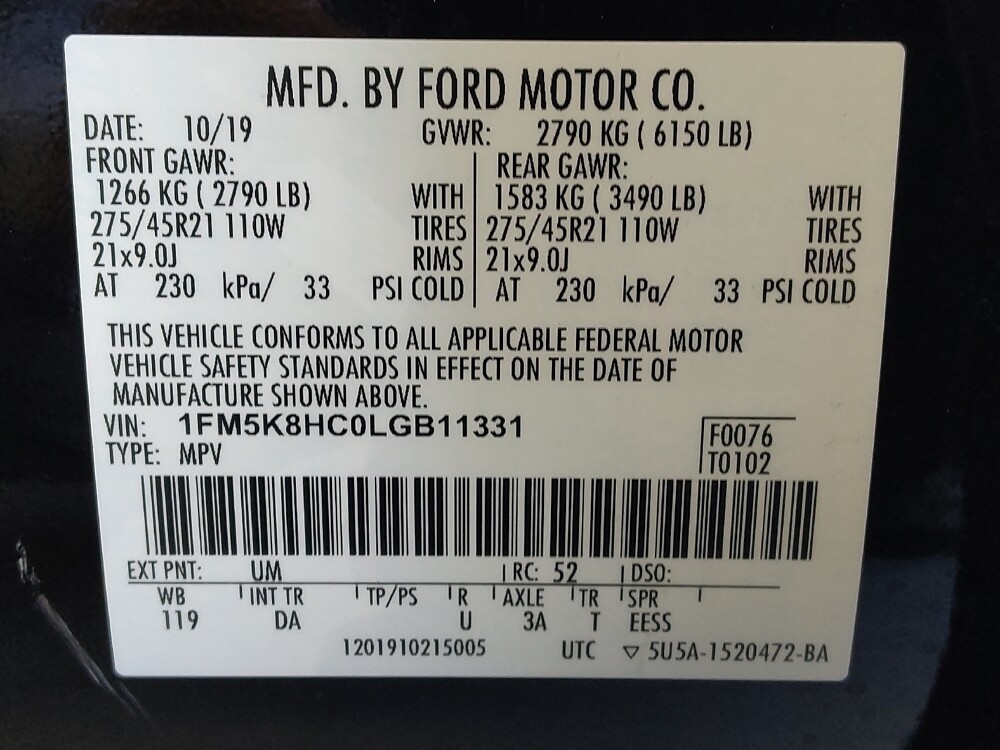 MFD. BY FORD MOTOR CO.
DATE: 10/19 GVWR: 2790 KG ( 6150 LB)
FRONT GAWR: REAR GAWR:
1266 KG ( 2790 LB) WITH 1583 KG ( 3490 LB) WITH
275/45R21 110W TIRES 275/45R21 110W TIRES
21x9.0J RIMS 21x9.0J RIMS
AT 230 kPa/ 33 PSI COLD AT 230 kPa/ 33 PSI COLD
THIS VEHICLE CONFORMS TO ALL APPLICABLE FEDERAL MOTOR
VEHICLE SAFETY STANDARDS IN EFFECT ON THE DATE OF
MANUFACTURE SHOWN ABOVE.
VIN: 1FM5K8HC0LGB11331
F0076
TYPE: MPV
T0102
EXT PNT: UM RC: 52 DSO:
WB INT TR TP/PS R AXLE TR SPR
119 DA U 3A T EESS
1201910215005 UTC ▽ 5U5A-1520472-BA